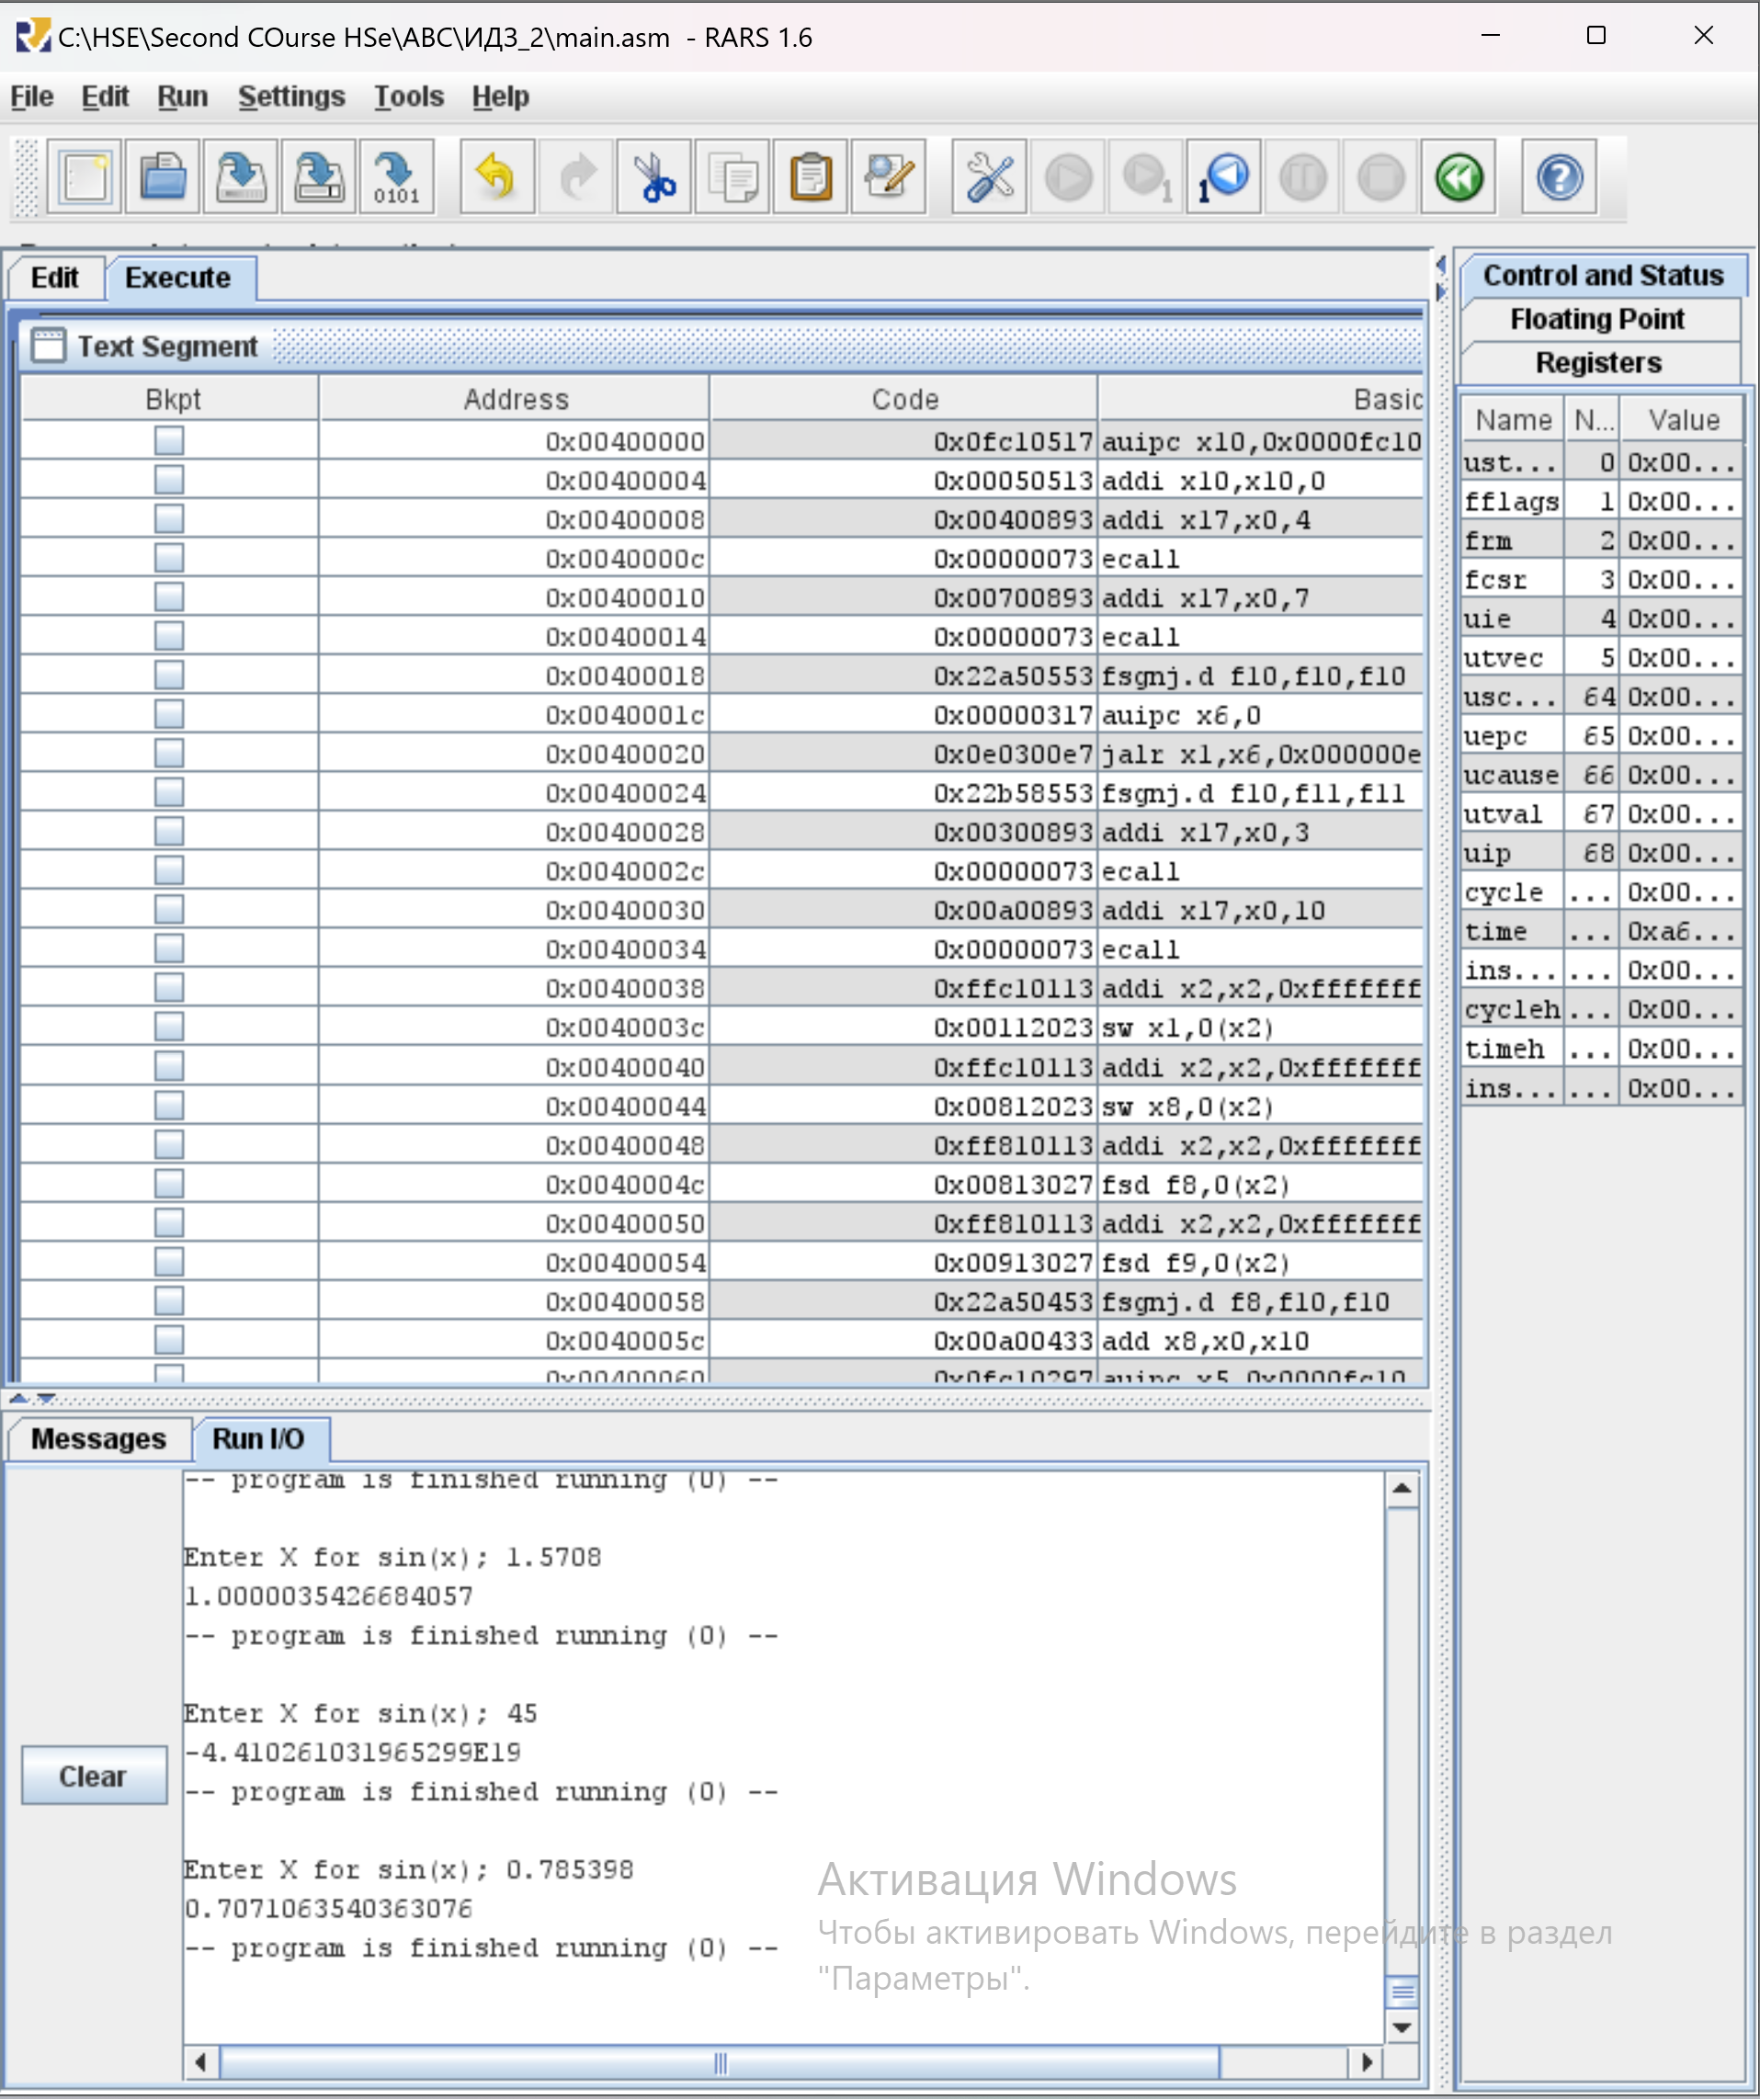 C:\HSE\Second COurse HSe\ABC\ИДЗ_2\main.asm - RARS 1.6
File Edit Run Settings Tools Help
0101
1
1
Edit Execute
Text Segment
Bkpt Address Code Basic
0x00400000 0x0fc10517 auipc x10,0x0000fc10
0x00400004 0x00050513 addi x10,x10,0
0x00400008 0x00400893 addi x17,x0,4
0x0040000c 0x00000073 ecall
0x00400010 0x00700893 addi x17,x0,7
0x00400014 0x00000073 ecall
0x00400018 0x22a50553 fsgnj.d f10,f10,f10
0x0040001c 0x00000317 auipc x6,0
0x00400020 0x0e0300e7 jalr x1,x6,0x000000e
0x00400024 0x22b58553 fsgnj.d f10,f11,f11
0x00400028 0x00300893 addi x17,x0,3
0x0040002c 0x00000073 ecall
0x00400030 0x00a00893 addi x17,x0,10
0x00400034 0x00000073 ecall
0x00400038 0xffc10113 addi x2,x2,0xfffffff
0x0040003c 0x00112023 sw x1,0(x2)
0x00400040 0xffc10113 addi x2,x2,0xfffffff
0x00400044 0x00812023 sw x8,0(x2)
0x00400048 0xff810113 addi x2,x2,0xfffffff
0x0040004c 0x00813027 fsd f8,0(x2)
0x00400050 0xff810113 addi x2,x2,0xfffffff
0x00400054 0x00913027 fsd f9,0(x2)
0x00400058 0x22a50453 fsgnj.d f8,f10,f10
0x0040005c 0x00a00433 add x8,x0,x10
0x00400060 0x0fc10297 auipc x5,0x0000fc10
Control and Status
Floating Point
Registers
Name N... Value
ust... 0 0x00...
fflags 1 0x00...
frm 2 0x00...
fcsr 3 0x00...
uie 4 0x00...
utvec 5 0x00...
usc... 64 0x00...
uepc 65 0x00...
ucause 66 0x00...
utval 67 0x00...
uip 68 0x00...
cycle ... 0x00...
time ... 0xa6...
ins... ... 0x00...
cycleh ... 0x00...
timeh ... 0x00...
ins... ... 0x00...
Messages Run I/O
Clear
-- program is finished running (0) --
Enter X for sin(x); 1.5708
1.0000035426684057
-- program is finished running (0) --
Enter X for sin(x); 45
-4.410261031965299E19
-- program is finished running (0) --
Enter X for sin(x); 0.785398
0.7071063540363076
-- program is finished running (0) --
Активация Windows
Чтобы активировать Windows, перейдите в раздел
"Параметры".